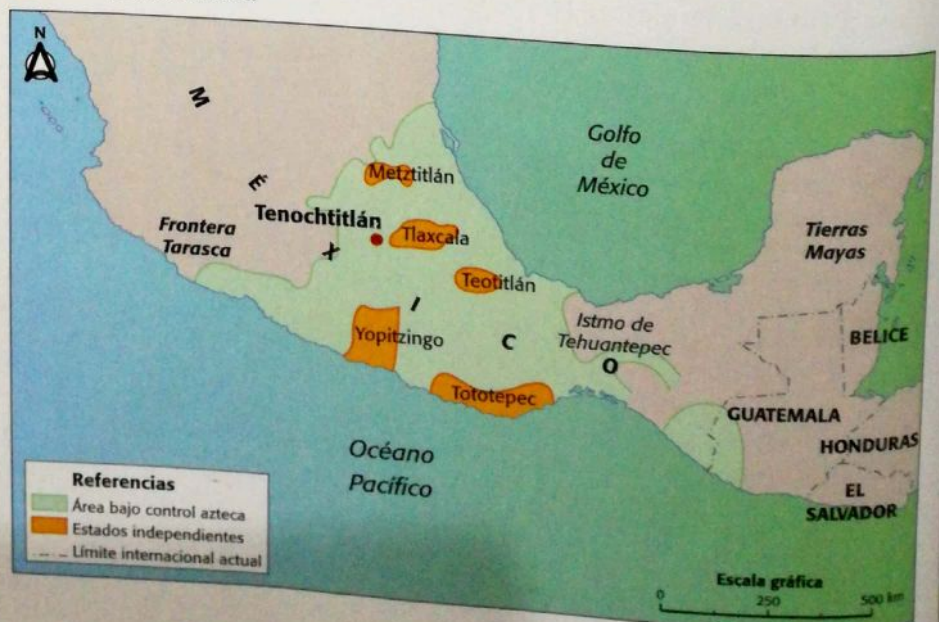 N
M
É
X
I
C
O
Golfo
de
México
Metztitlán
Tenochtitlán
Frontera
Tarasca
Tlaxcala
Tierras
Mayas
Teotitlán
Yopitzingo
Istmo de
Tehuantepec
BELICE
Tototepec
GUATEMALA
HONDURAS
EL
SALVADOR
Océano
Pacífico
Referencias
Área bajo control azteca
Estados independientes
Límite internacional actual
Escala gráfica
0 250 500 km